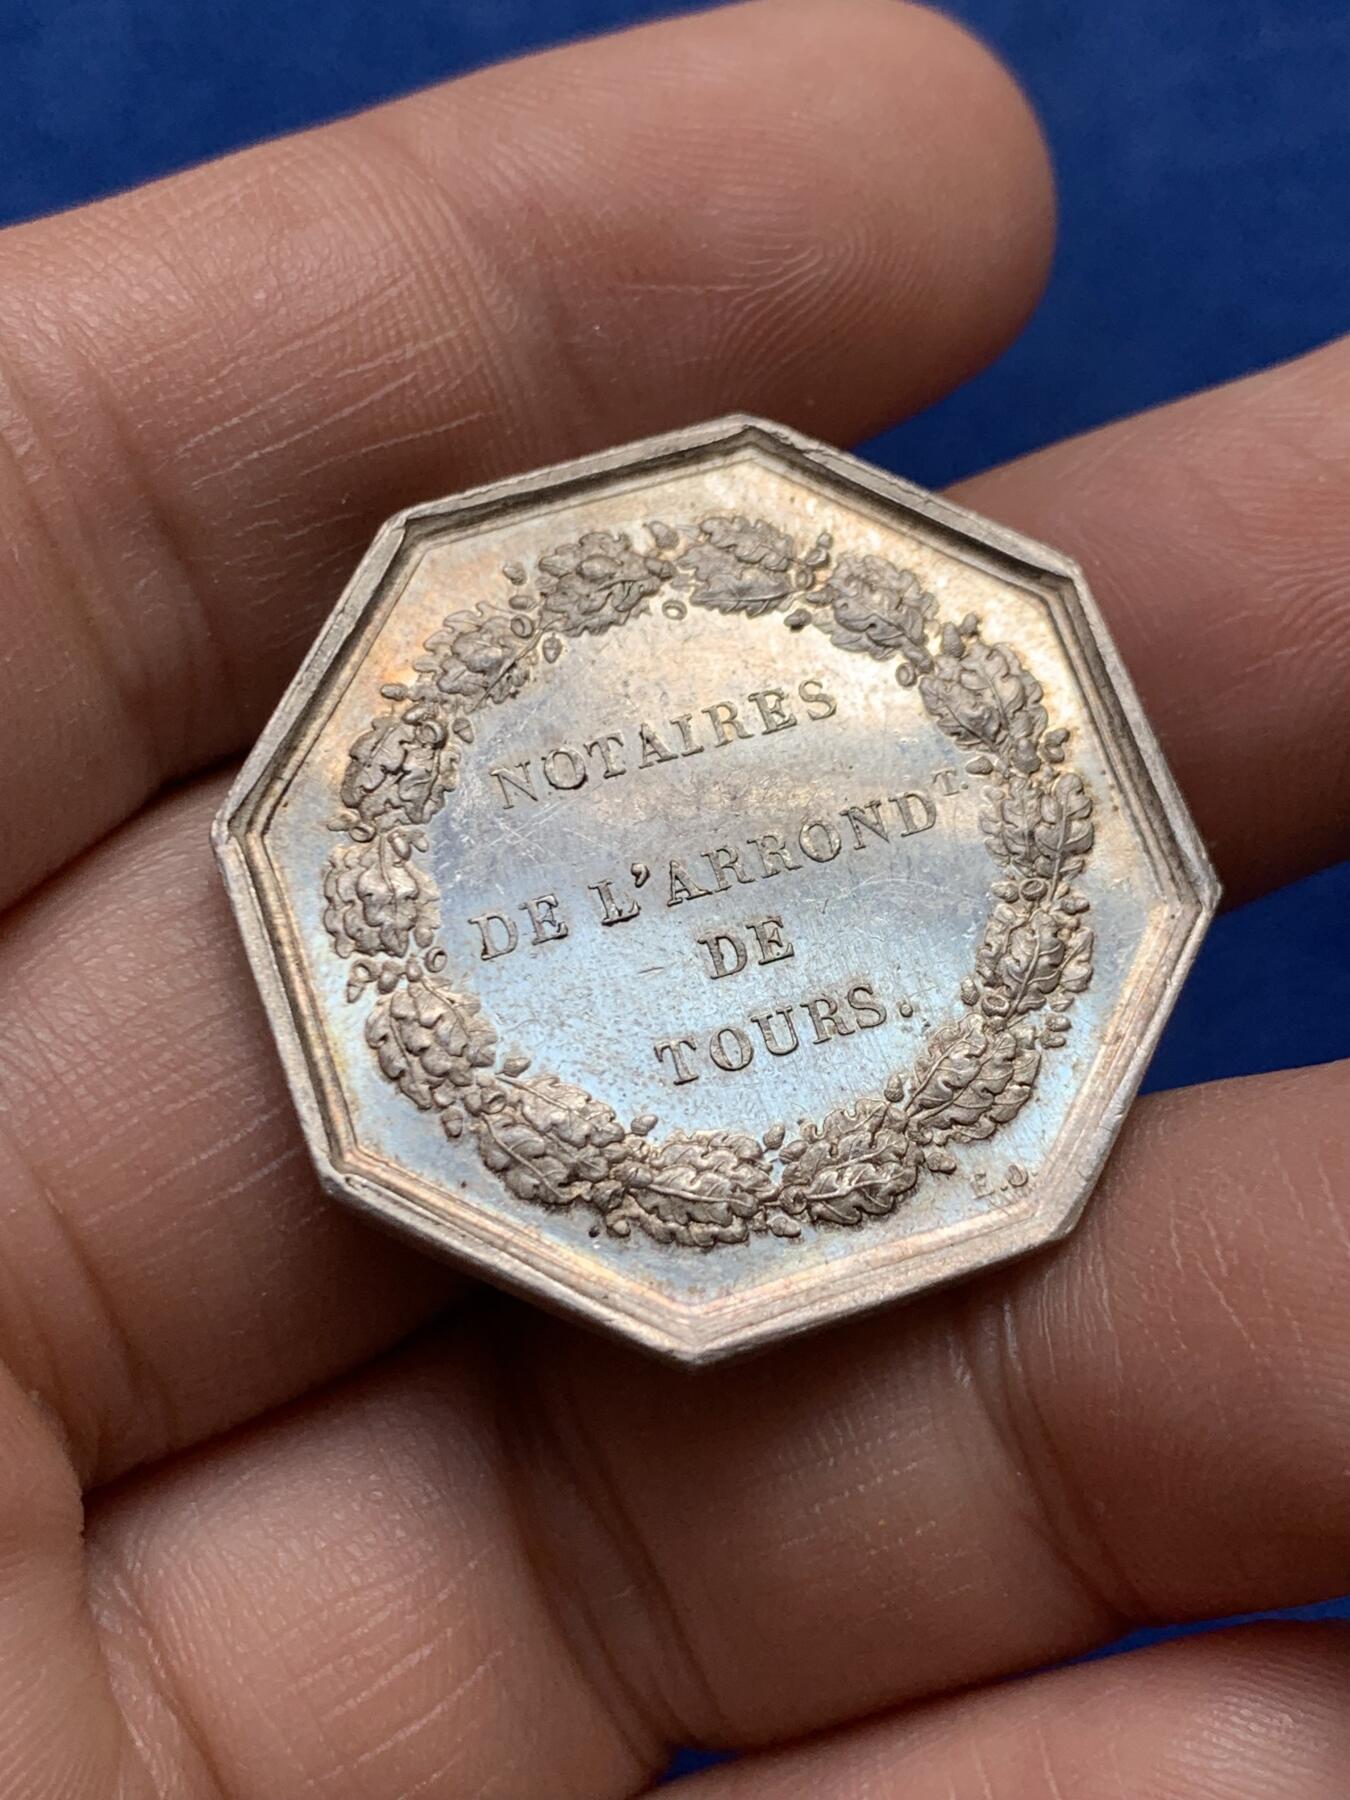 NOTAIRES
DE L'ARRONDT.
DE
TOURS.
E.O.